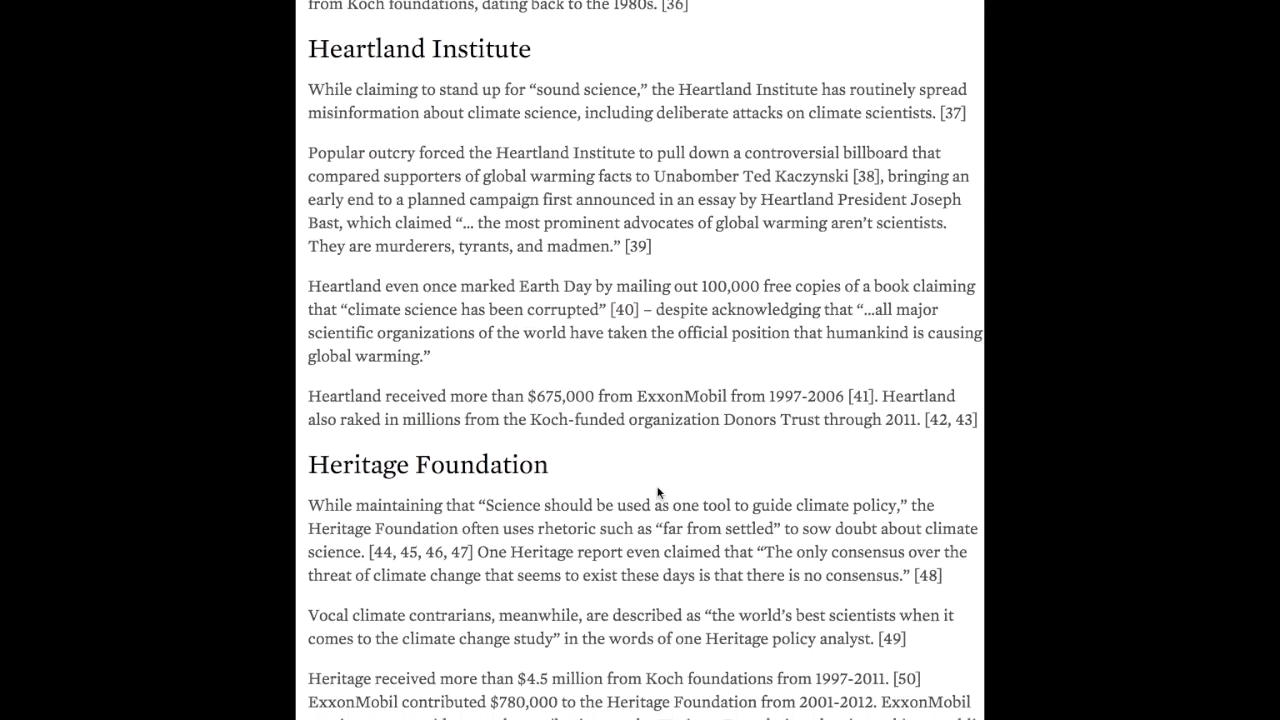 from Koch foundations, dating back to the 1980s. [36]
Heartland Institute
While claiming to stand up for “sound science,” the Heartland Institute has routinely spread
misinformation about climate science, including deliberate attacks on climate scientists. [37]
Popular outcry forced the Heartland Institute to pull down a controversial billboard that
compared supporters of global warming facts to Unabomber Ted Kaczynski [38], bringing an
early end to a planned campaign first announced in an essay by Heartland President Joseph
Bast, which claimed “… the most prominent advocates of global warming aren’t scientists.
They are murderers, tyrants, and madmen.” [39]
Heartland even once marked Earth Day by mailing out 100,000 free copies of a book claiming
that “climate science has been corrupted” [40] – despite acknowledging that “…all major
scientific organizations of the world have taken the official position that humankind is causing
global warming.”
Heartland received more than $675,000 from ExxonMobil from 1997-2006 [41]. Heartland
also raked in millions from the Koch-funded organization Donors Trust through 2011. [42, 43]
Heritage Foundation
While maintaining that “Science should be used as one tool to guide climate policy,” the
Heritage Foundation often uses rhetoric such as “far from settled” to sow doubt about climate
science. [44, 45, 46, 47] One Heritage report even claimed that “The only consensus over the
threat of climate change that seems to exist these days is that there is no consensus.” [48]
Vocal climate contrarians, meanwhile, are described as “the world’s best scientists when it
comes to the climate change study” in the words of one Heritage policy analyst. [49]
Heritage received more than $4.5 million from Koch foundations from 1997-2011. [50]
ExxonMobil contributed $780,000 to the Heritage Foundation from 2001-2012. ExxonMobil